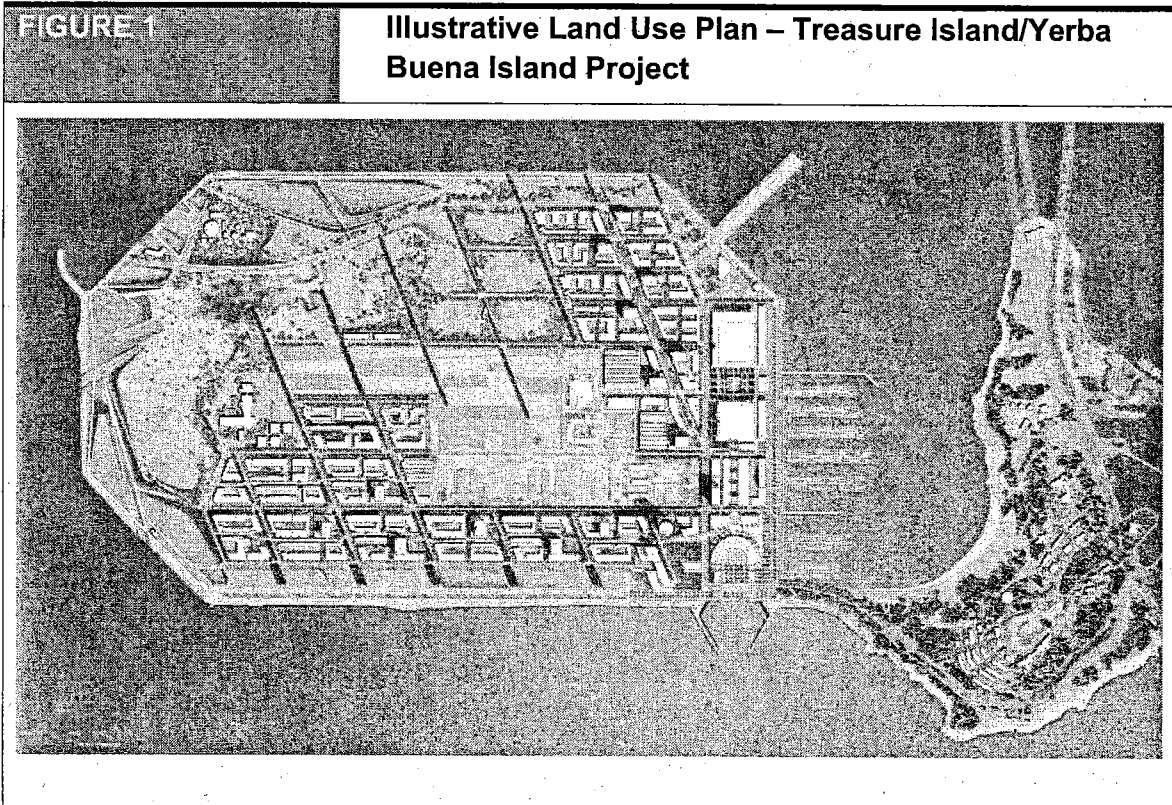 FIGURE 1
Illustrative Land Use Plan – Treasure Island/Yerba
Buena Island Project